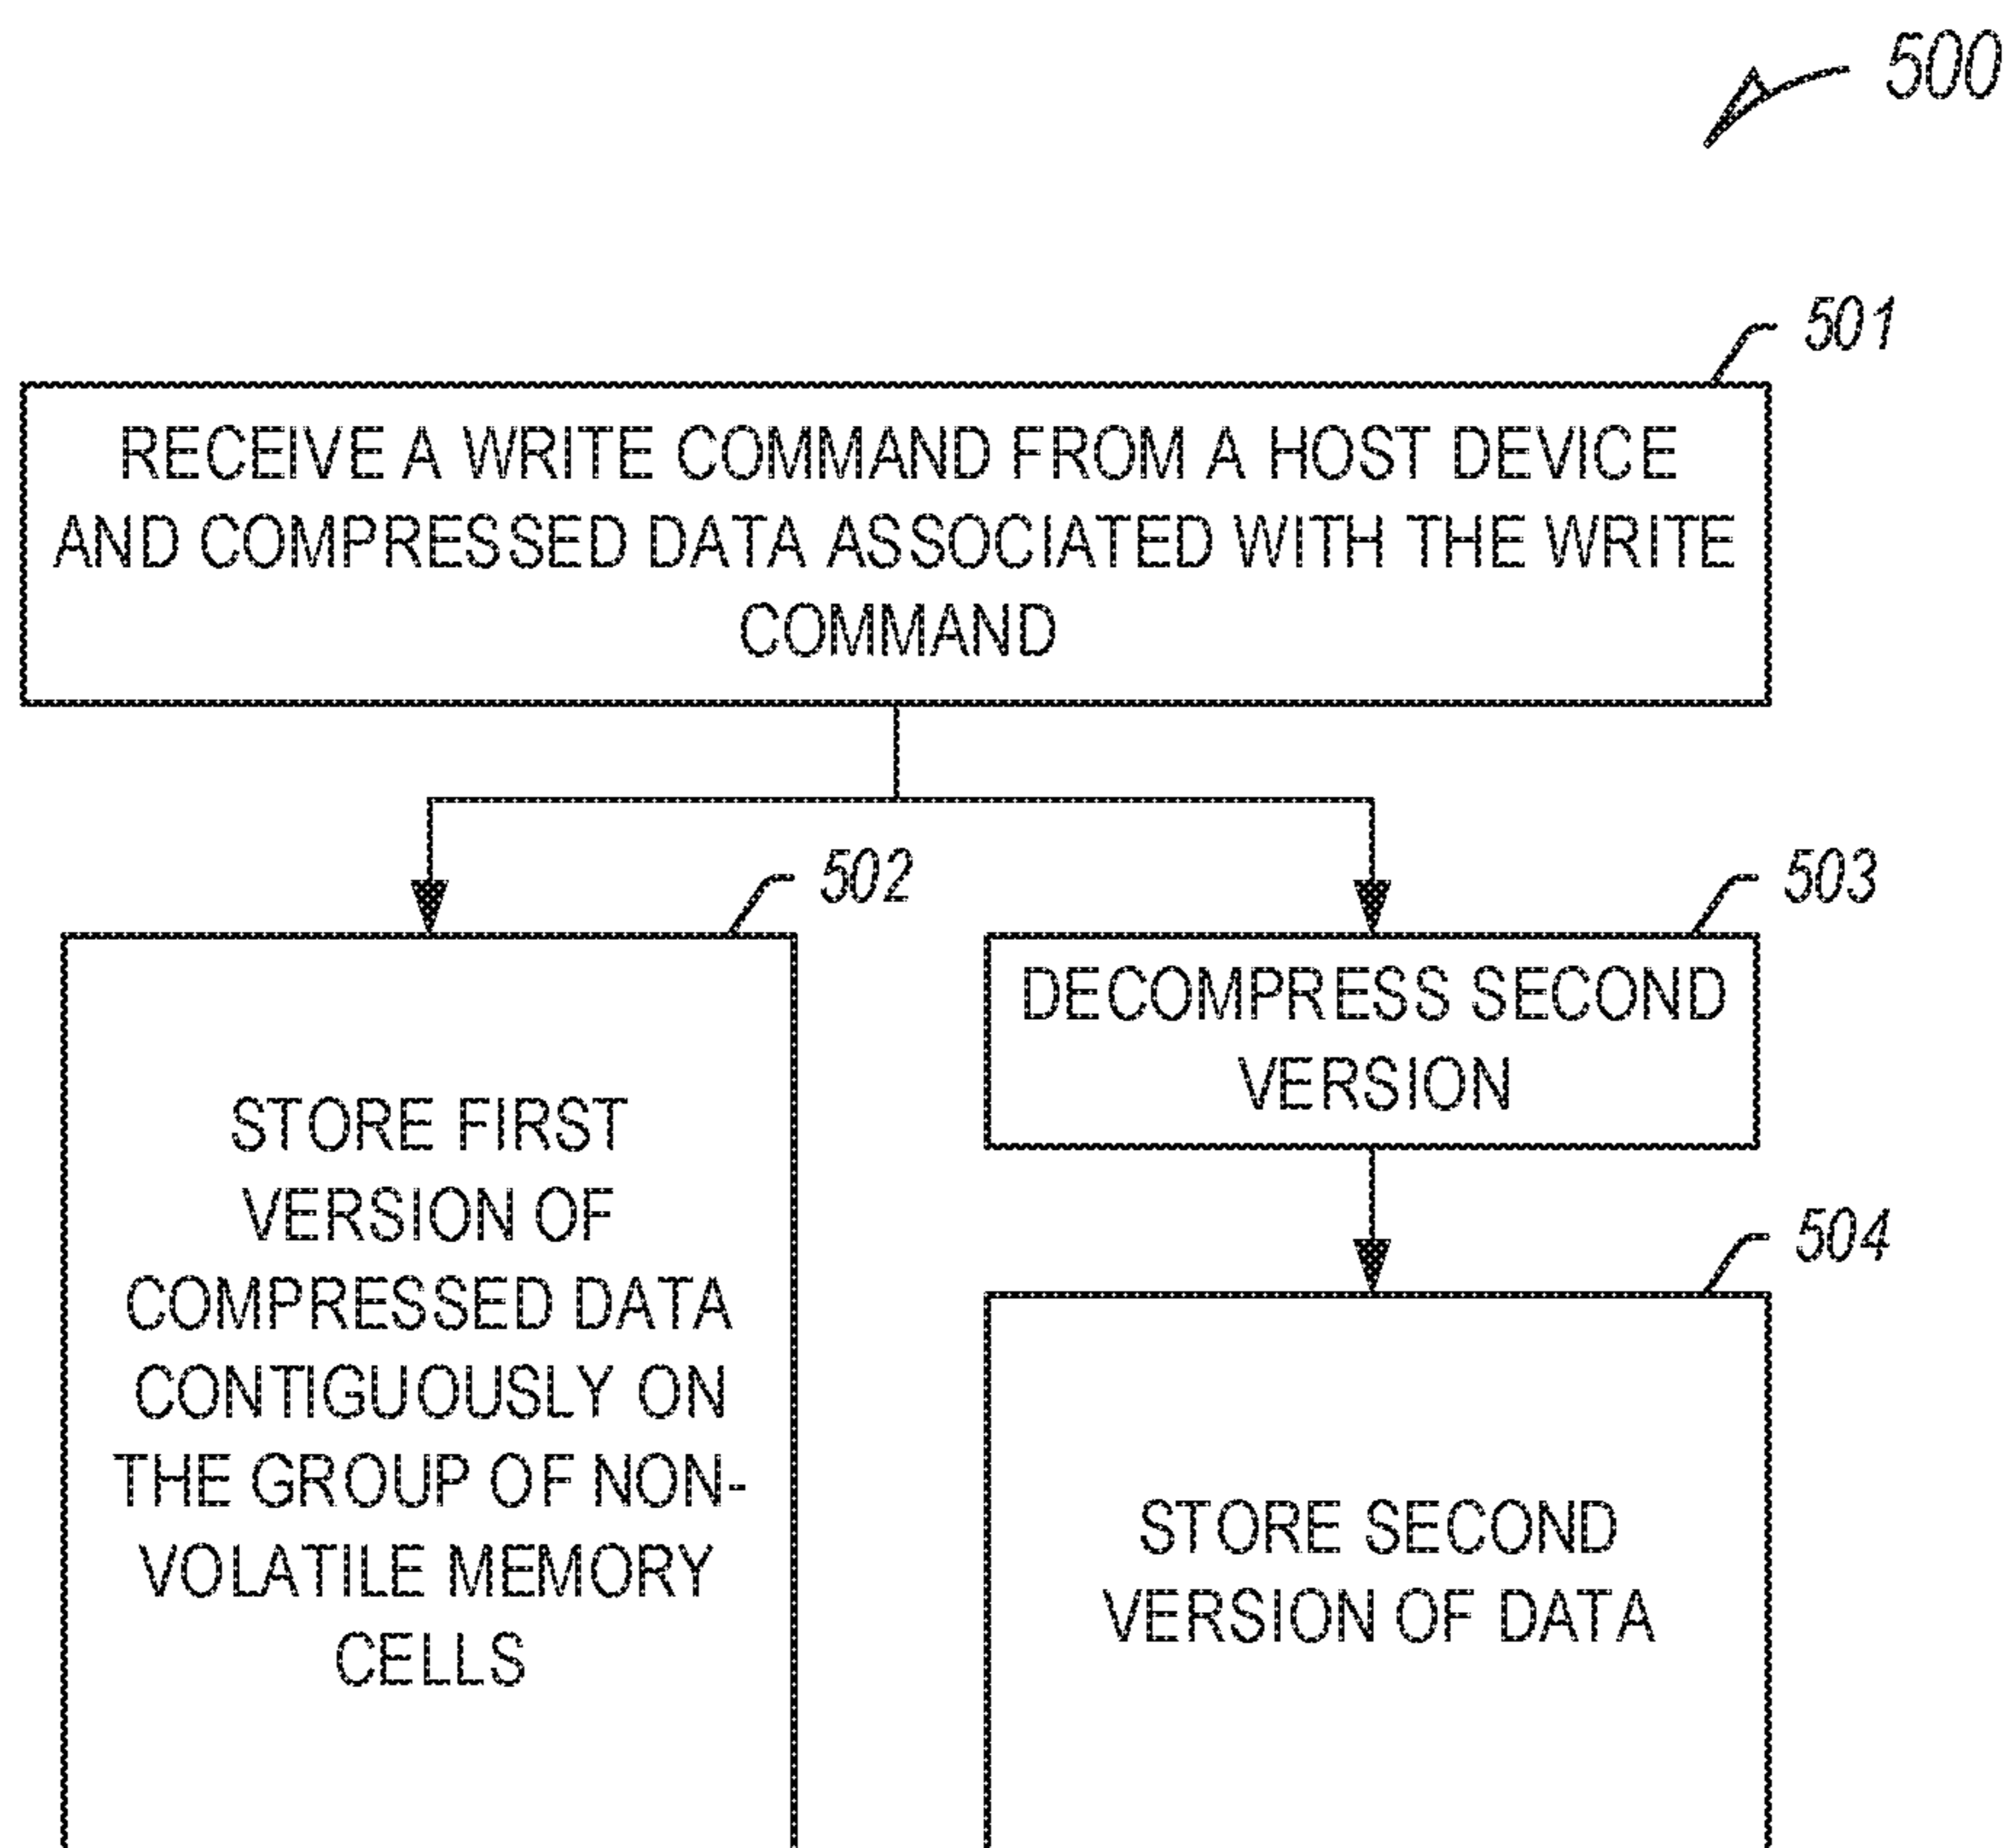 500
501
RECEIVE A WRITE COMMAND FROM A HOST DEVICE
AND COMPRESSED DATA ASSOCIATED WITH THE WRITE
COMMAND
502
STORE FIRST
VERSION OF
COMPRESSED DATA
CONTIGUOUSLY ON
THE GROUP OF NON-
VOLATILE MEMORY
CELLS
503
DECOMPRESS SECOND
VERSION
504
STORE SECOND
VERSION OF DATA